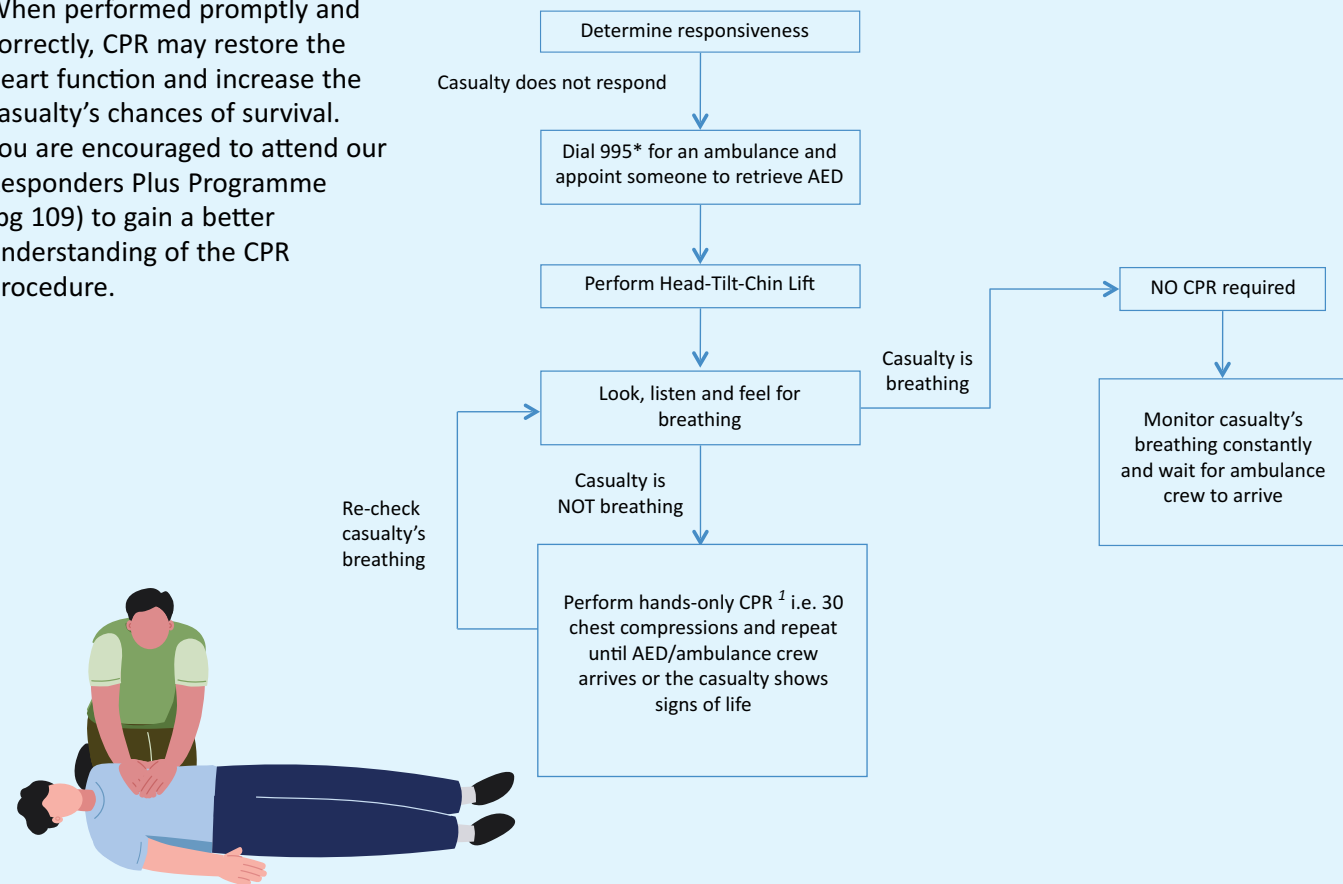 When performed promptly and
correctly, CPR may restore the
heart function and increase the
casualty's chances of survival.
You are encouraged to attend our
Responders Plus Programme
(pg 109) to gain a better
understanding of the CPR
procedure.
Determine responsiveness
Casualty does not respond
Dial 995* for an ambulance and
appoint someone to retrieve AED
Perform Head-Tilt-Chin Lift
Look, listen and feel for
breathing
Casualty is
breathing
NO CPR required
Monitor casualty's
breathing constantly
and wait for ambulance
crew to arrive
Casualty is
NOT breathing
Re-check
casualty's
breathing
Perform hands-only CPR 1 i.e. 30
chest compressions and repeat
until AED/ambulance crew
arrives or the casualty shows
signs of life